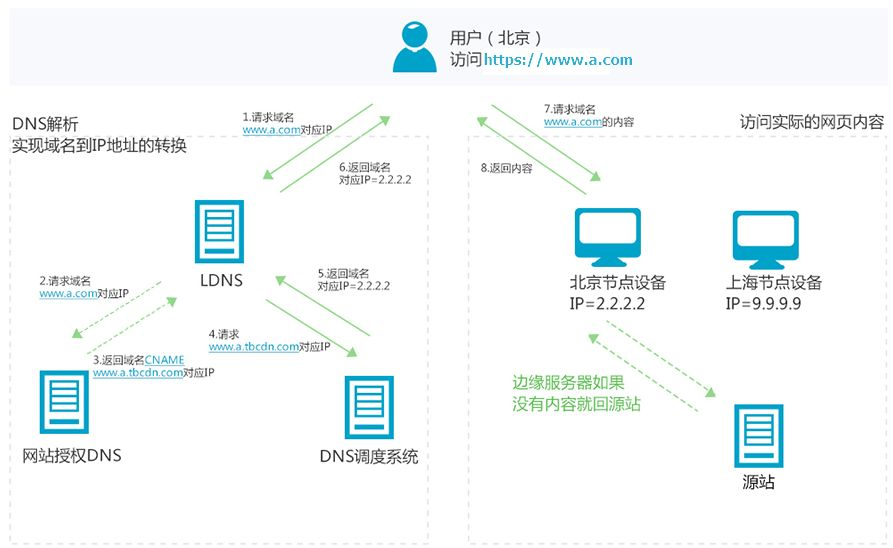 用户（北京）
访问https://www.a.com
DNS解析
实现域名到IP地址的转换
1.请求域名
www.a.com对应IP
6.返回域名
对应IP=2.2.2.2
LDNS
2.请求域名
www.a.com对应IP
5.返回域名
对应IP=2.2.2.2
3.返回域名CNAME
www.a.tbcdn.com对应IP
4.请求
www.a.tbcdn.com对应IP
网站授权DNS
DNS调度系统
访问实际的网页内容
7.请求域名
www.a.com的内容
8.返回内容
北京节点设备
IP=2.2.2.2
上海节点设备
IP=9.9.9.9
边缘服务器如果
没有内容就回源站
源站